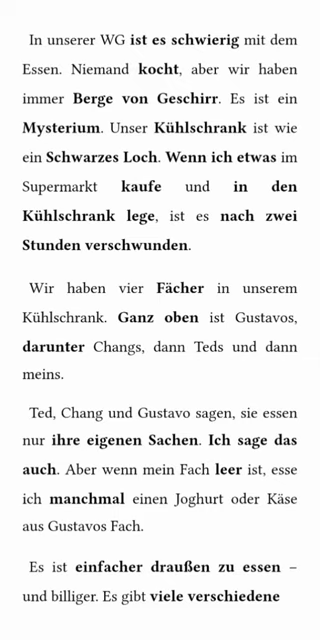 In unserer WG ist es schwierig mit dem
Essen. Niemand kocht, aber wir haben
immer Berge von Geschirr. Es ist ein
Mysterium. Unser Kühlschrank ist wie
ein Schwarzes Loch. Wenn ich etwas im
Supermarkt kaufe und in den
Kühlschrank lege, ist es nach zwei
Stunden verschwunden.
Wir haben vier Fächer in unserem
Kühlschrank. Ganz oben ist Gustavos,
darunter Changs, dann Teds und dann
meins.
Ted, Chang und Gustavo sagen, sie essen
nur ihre eigenen Sachen. Ich sage das
auch. Aber wenn mein Fach leer ist, esse
ich manchmal einen Joghurt oder Käse
aus Gustavos Fach.
Es ist einfacher draußen zu essen –
und billiger. Es gibt viele verschiedene